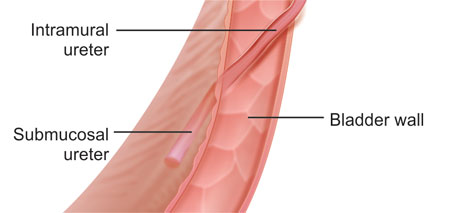 Intramural
ureter
Submucosal
ureter
Bladder wall